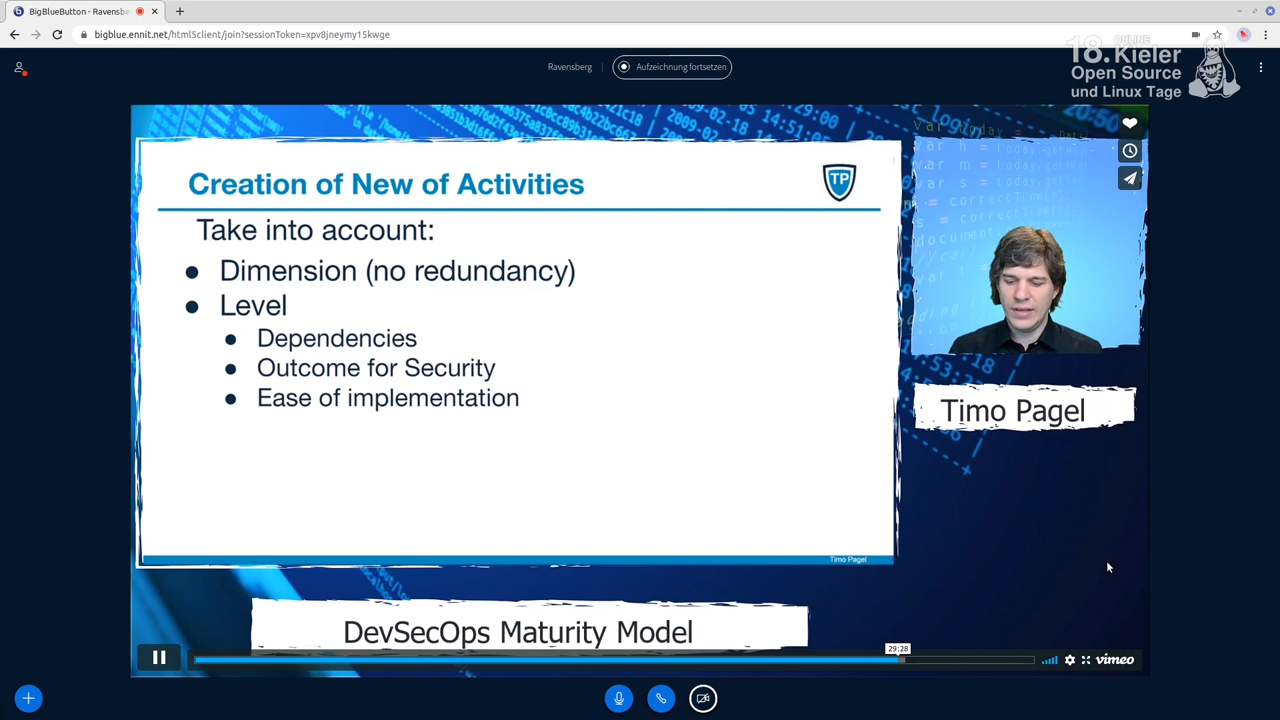 BigBlueButton - Ravensbe
bigblue.ennit.net/html5client/join?sessionToken=xpv8jneymy15kwge
ONLINE
18. Kieler
Open Source
und Linux Tage
Ravensberg
Aufzeichnung fortsetzen
Creation of New of Activities
TP
Take into account:
● Dimension (no redundancy)
● Level
● Dependencies
● Outcome for Security
● Ease of implementation
Timo Pagel
Timo Pagel
DevSecOps Maturity Model
29:28
vimeo